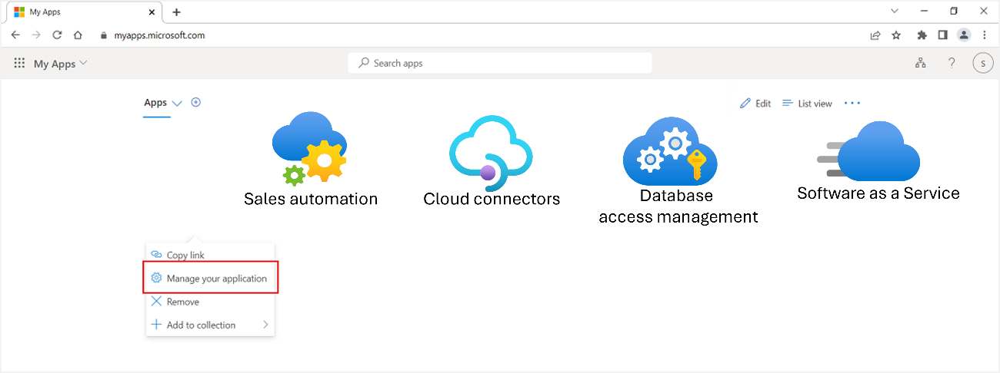 My Apps
myapps.microsoft.com
My Apps
Search apps
?
S
Apps
Edit
List view
Sales automation
Cloud connectors
Database
access management
Software as a Service
Copy link
Manage your application
Remove
Add to collection